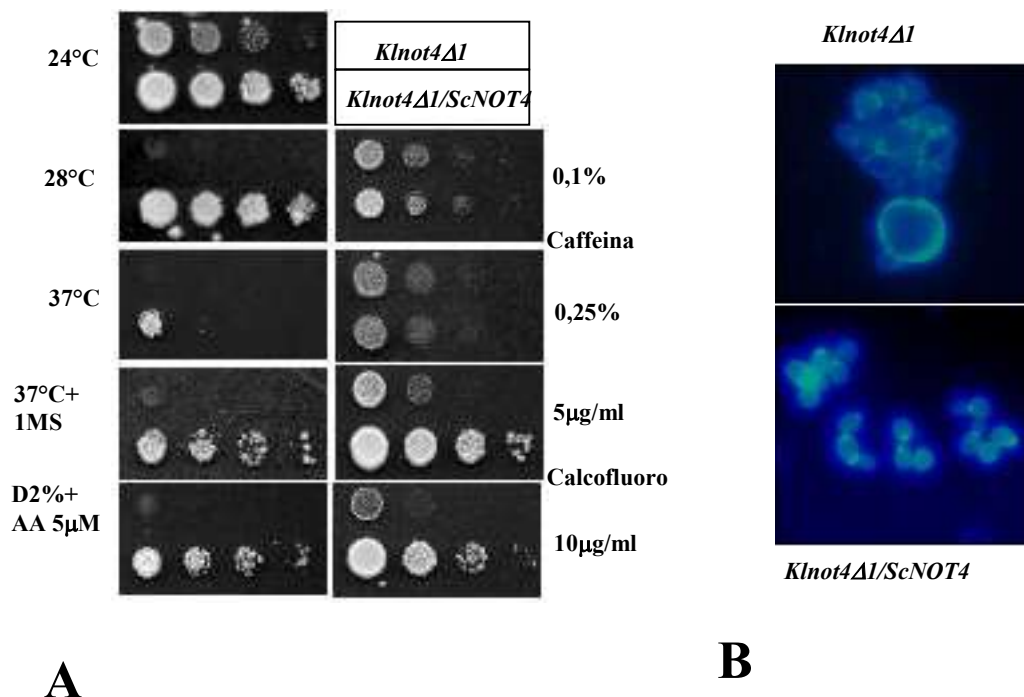 24°C
Klnot4Δ1
Klnot4Δ1/ScNOT4
28°C
0,1%
Caffeina
37°C
0,25%
37°C+
1MS
5μg/ml
Calcofluoro
D2%+
AA 5μM
10μg/ml
A
Klnot4Δ1
Klnot4Δ1/ScNOT4
B